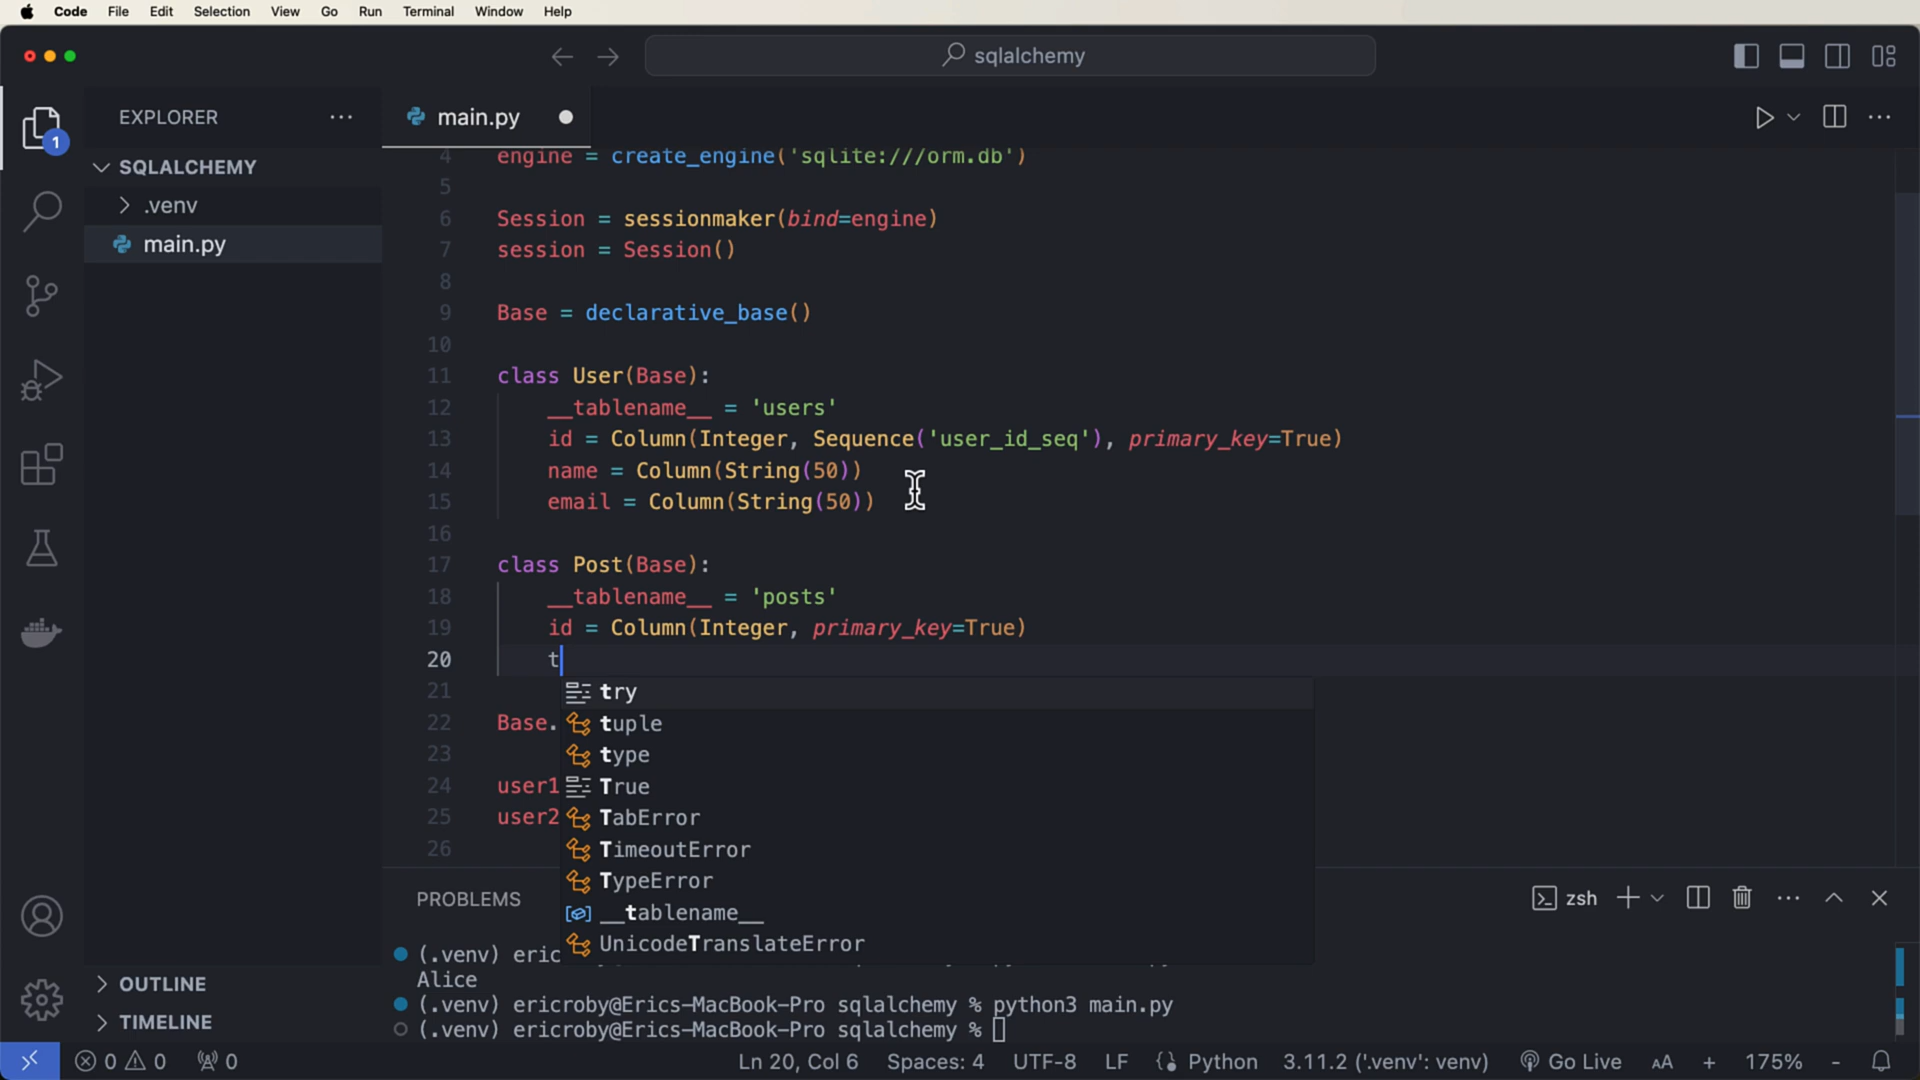 Code File Edit Selection View Go Run Terminal Window Help
sqlalchemy
EXPLORER
main.py
SQLALCHEMY
.venv
main.py
4 engine = create_engine('sqlite:///orm.db')
5
6 Session = sessionmaker(bind=engine)
7 session = Session()
8
9 Base = declarative_base()
10
11 class User(Base):
12 __tablename__ = 'users'
13 id = Column(Integer, Sequence('user_id_seq'), primary_key=True)
14 name = Column(String(50))
15 email = Column(String(50))
16
17 class Post(Base):
18 __tablename__ = 'posts'
19 id = Column(Integer, primary_key=True)
20 t
21
22 Base.
23
24 user1
25 user2
26
try
tuple
type
True
TabError
TimeoutError
TypeError
__tablename__
UnicodeTranslateError
PROBLEMS
zsh
(.venv) eric
Alice
(.venv) ericroby@Erics-MacBook-Pro sqlalchemy % python3 main.py
(.venv) ericroby@Erics-MacBook-Pro sqlalchemy %
OUTLINE
TIMELINE
1
0 0 0 Ln 20, Col 6 Spaces: 4 UTF-8 LF Python 3.11.2 ('.venv': venv) Go Live AA + 175% -